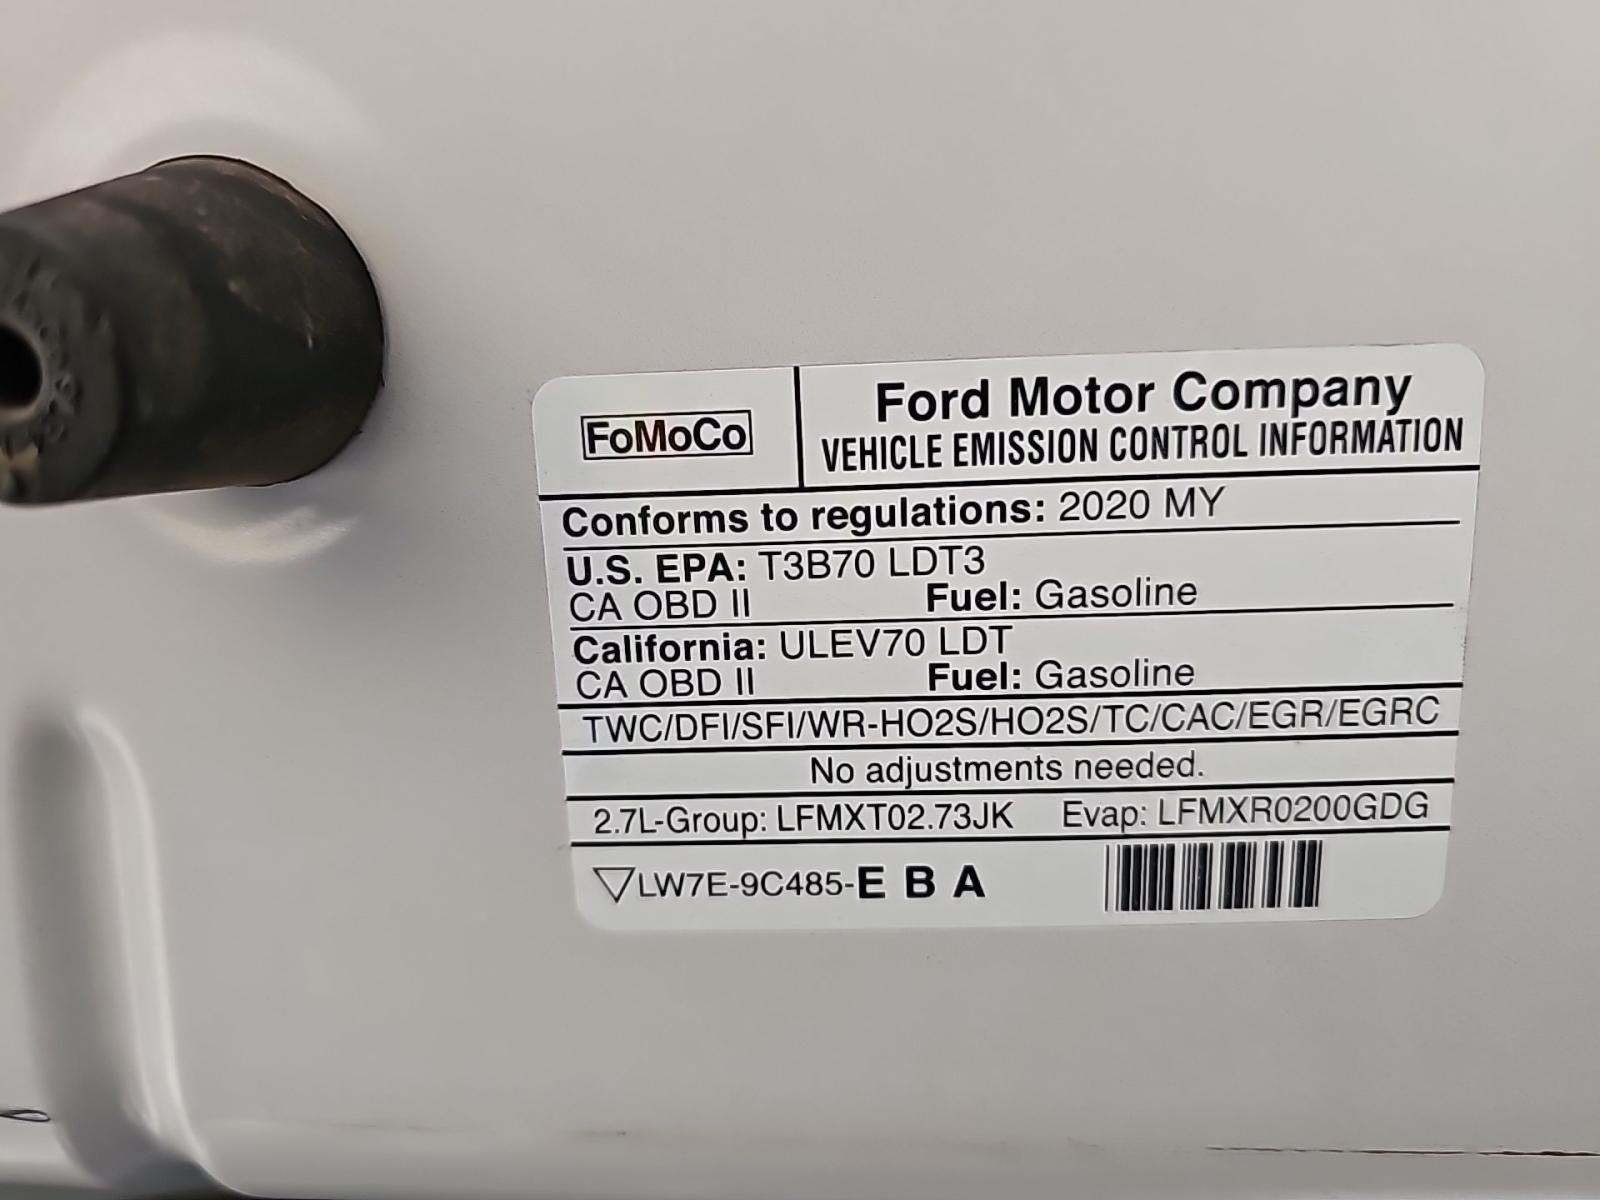 FoMoCo
Ford Motor Company
VEHICLE EMISSION CONTROL INFORMATION
Conforms to regulations: 2020 MY
U.S. EPA: T3B70 LDT3
CA OBD II Fuel: Gasoline
California: ULEV70 LDT
CA OBD II Fuel: Gasoline
TWC/DFI/SFI/WR-HO2S/HO2S/TC/CAC/EGR/EGRC
No adjustments needed.
2.7L-Group: LFMXT02.73JK Evap: LFMXR0200GDG
LW7E-9C485-E B A